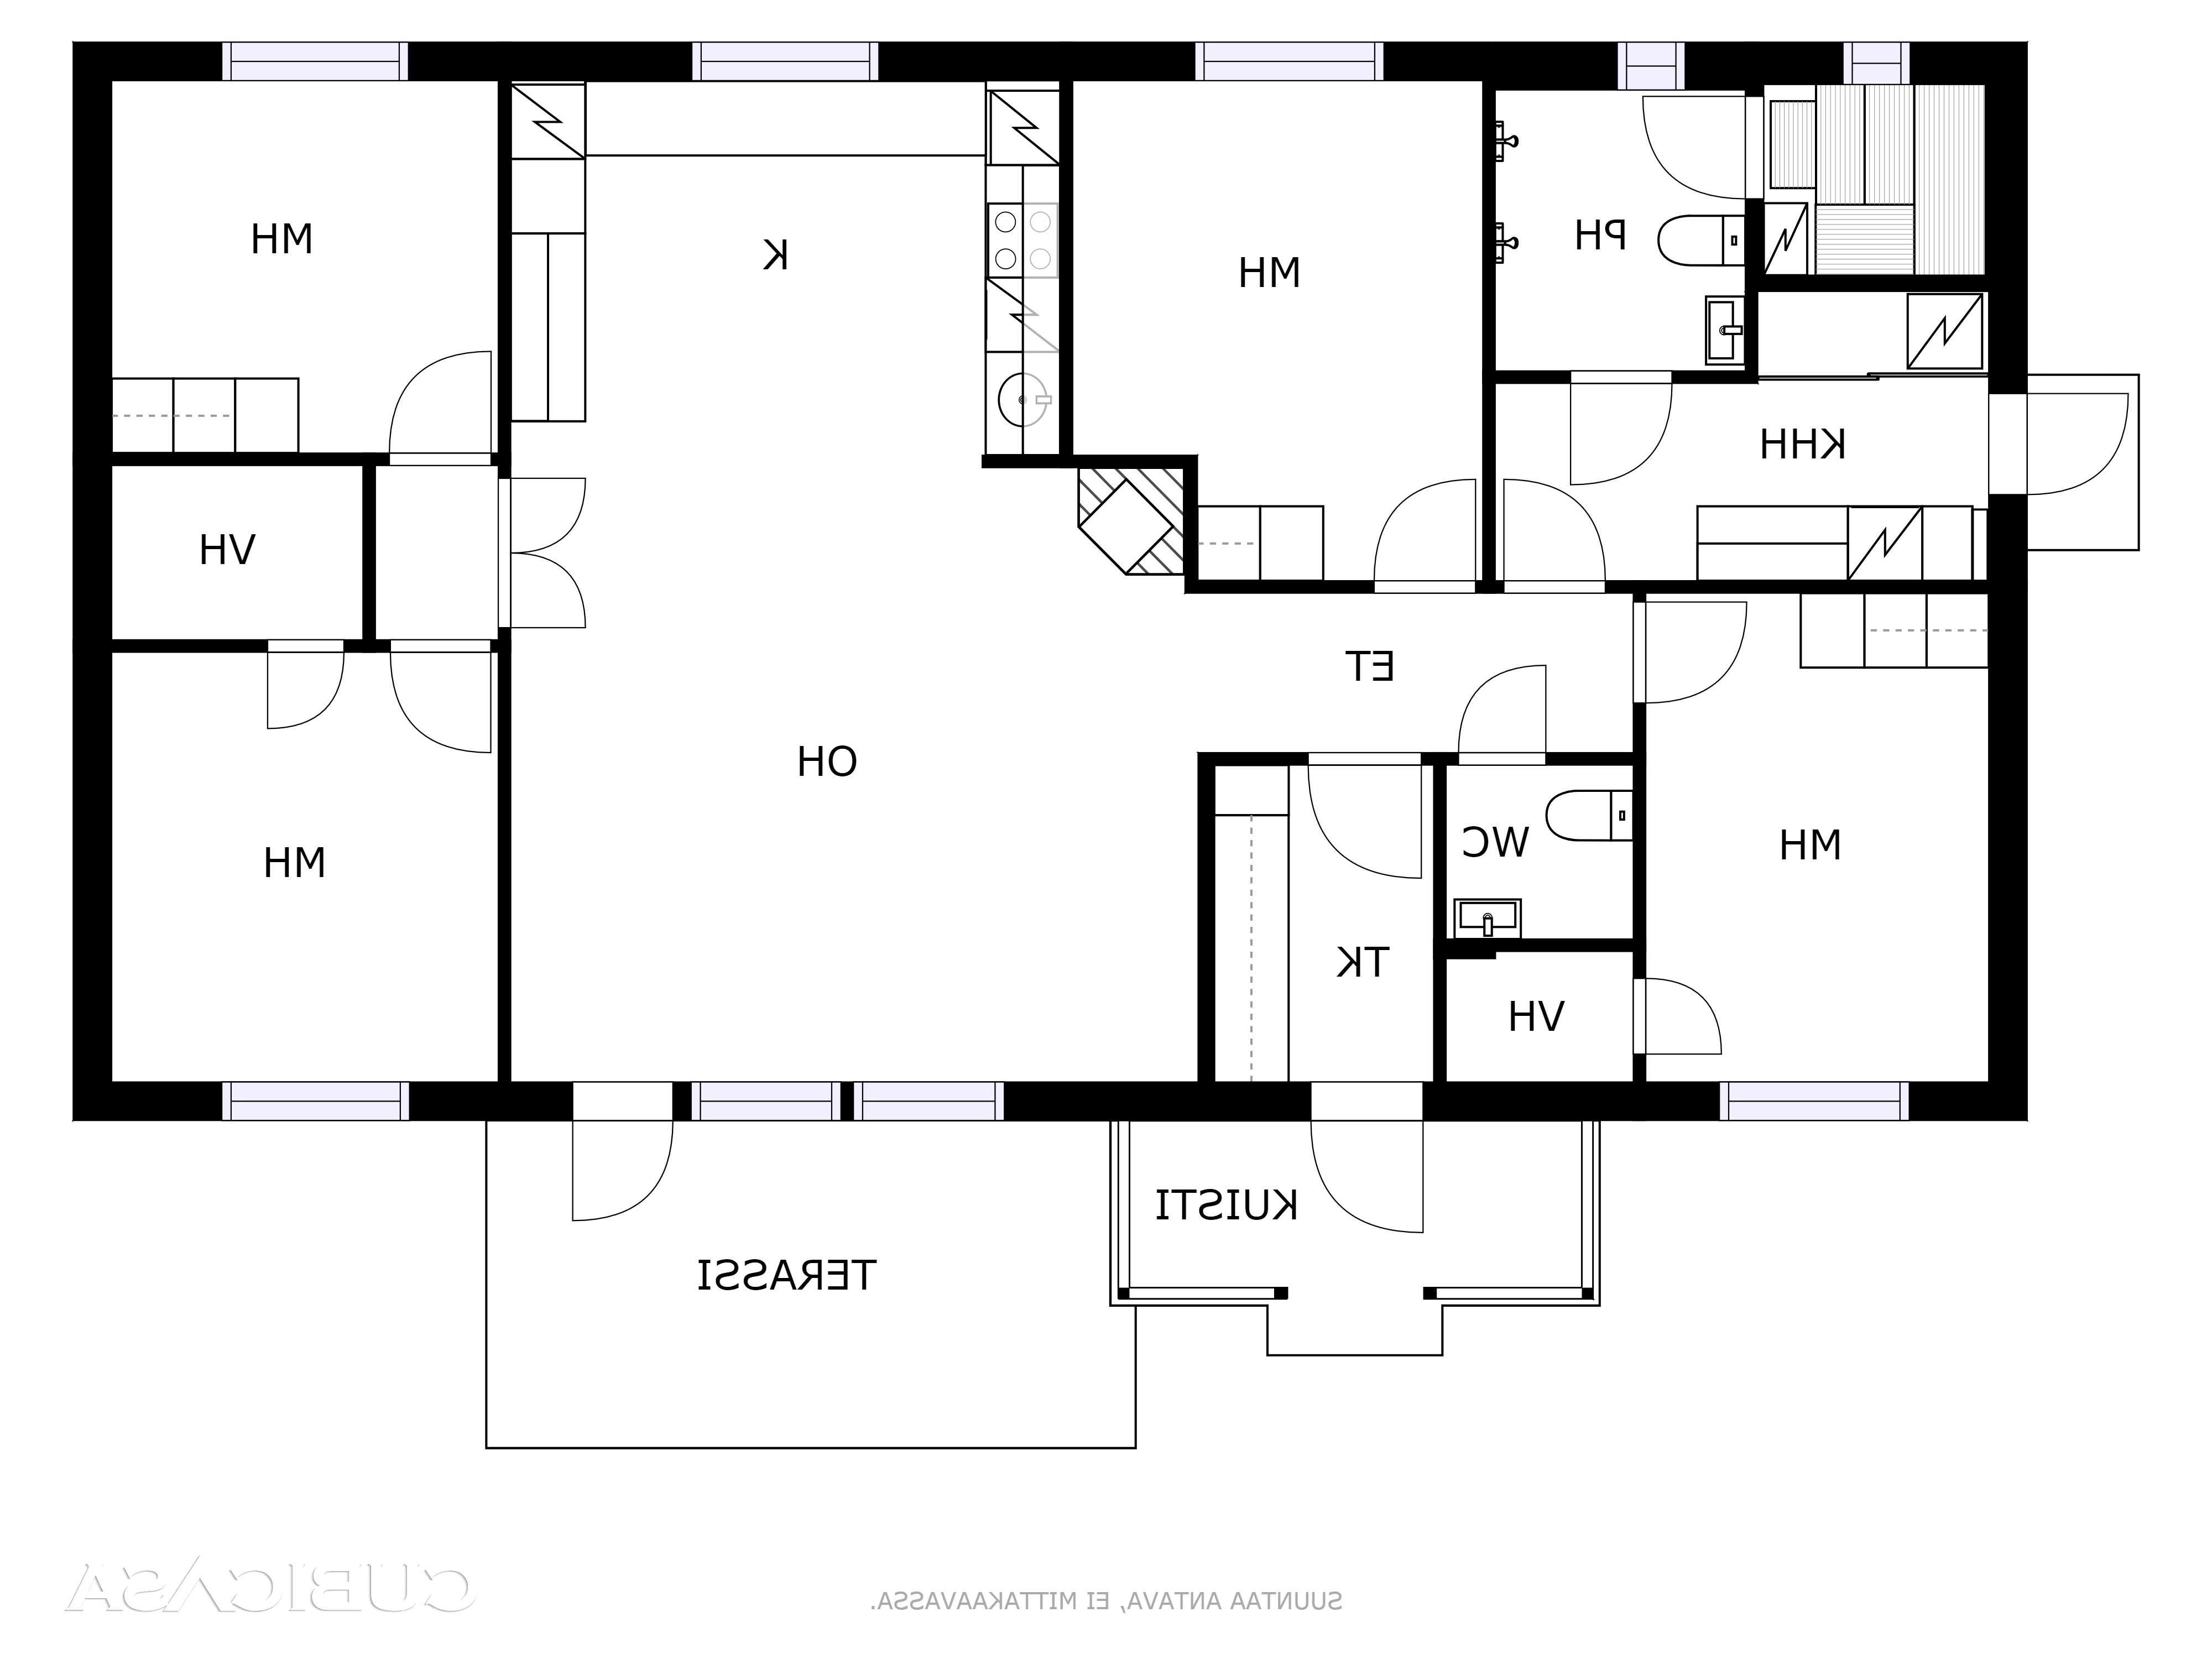 MH
K
MH
PH
KHH
VH
ET
OH
MH
WC
MH
TK
VH
KUISTI
TERASSI
CUBICASA
SUUNTAA ANTAVA, EI MITTAKAAVASSA.